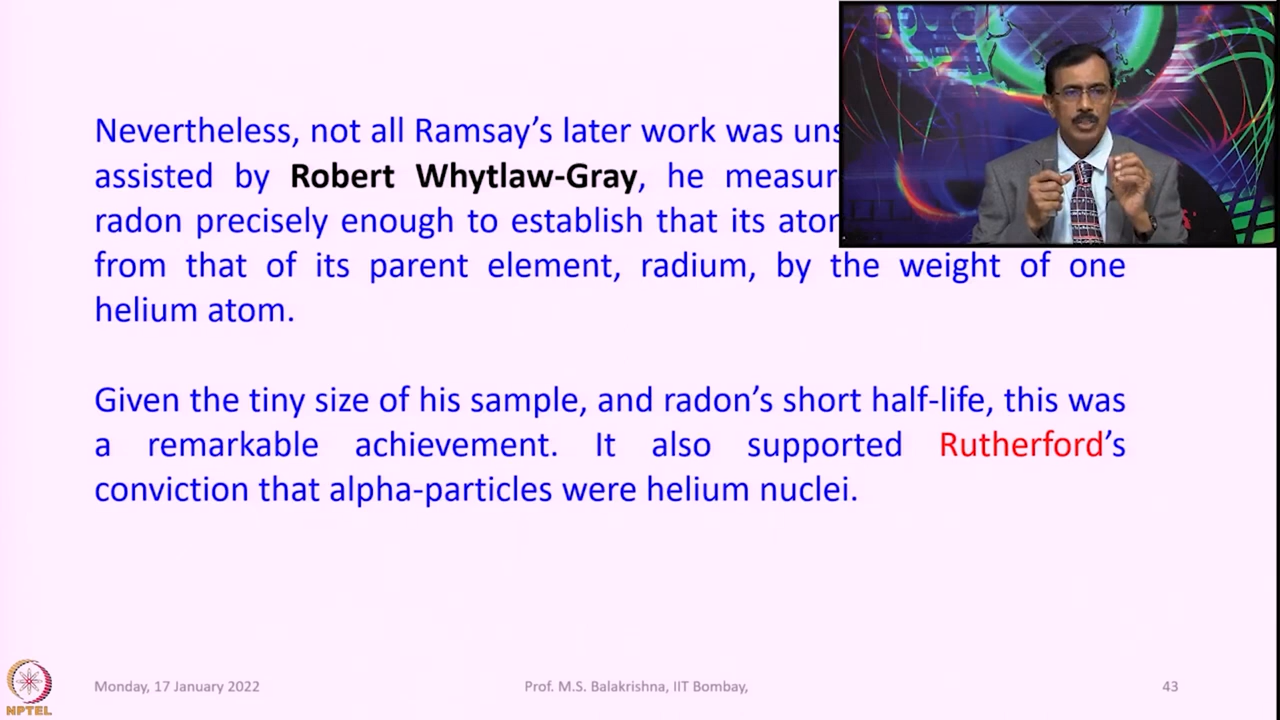 Nevertheless, not all Ramsay's later work was
assisted by Robert Whytlaw-Gray, he
radon precisely enough to establish that its
from that of its parent element, radium, by the weight of one
helium atom.
Given the tiny size of his sample, and radon's short half-life, this was
a remarkable achievement. It also supported Rutherford's
conviction that alpha-particles were helium nuclei.
NPTEL
Monday, 17 January 2022
Prof. M.S. Balakrishna, IIT Bombay,
43